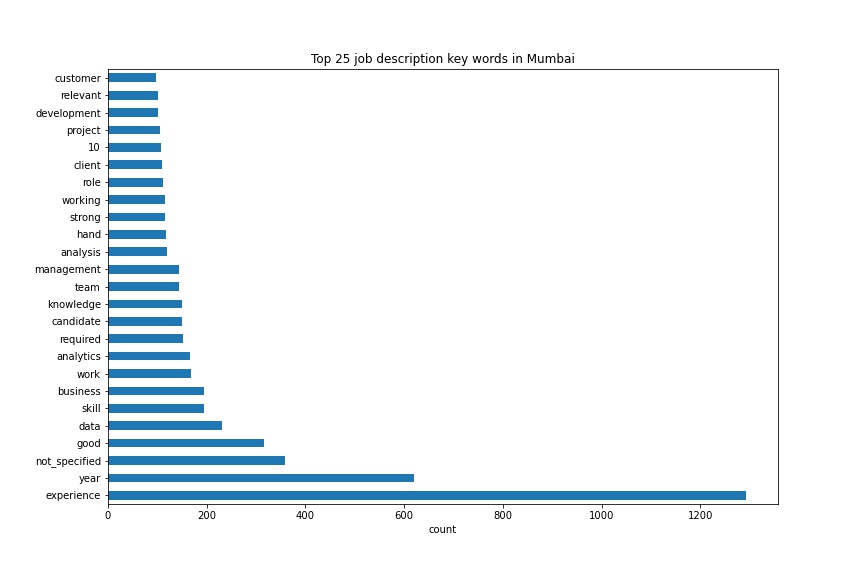 Top 25 job description key words in Mumbai
customer
relevant
development
project
10
client
role
working
strong
hand
analysis
management
team
knowledge
candidate
required
analytics
work
business
skill
data
good
not_specified
year
experience
0 200 400 600 800 1000 1200
count